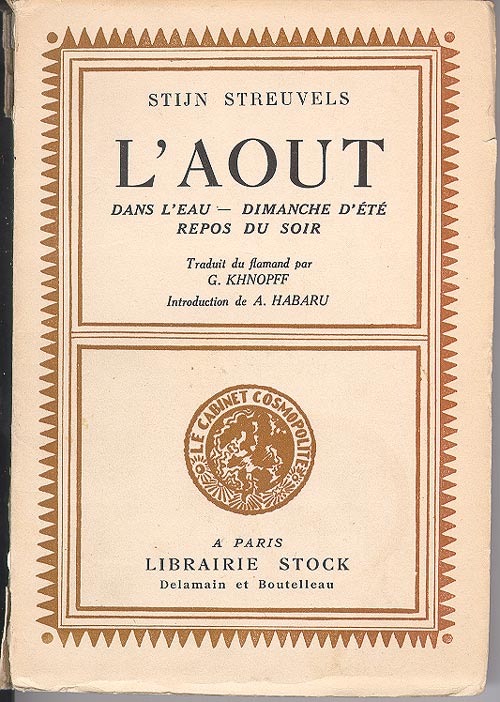 STIJN STREUVELS
L'AOUT
DANS L'EAU — DIMANCHE D'ÉTÉ
REPOS DU SOIR
Traduit du flamand par
G. KHNOPFF
Introduction de A. HABARU
LE CABINET COSMOPOLITE
A PARIS
LIBRAIRIE STOCK
Delamain et Boutelleau